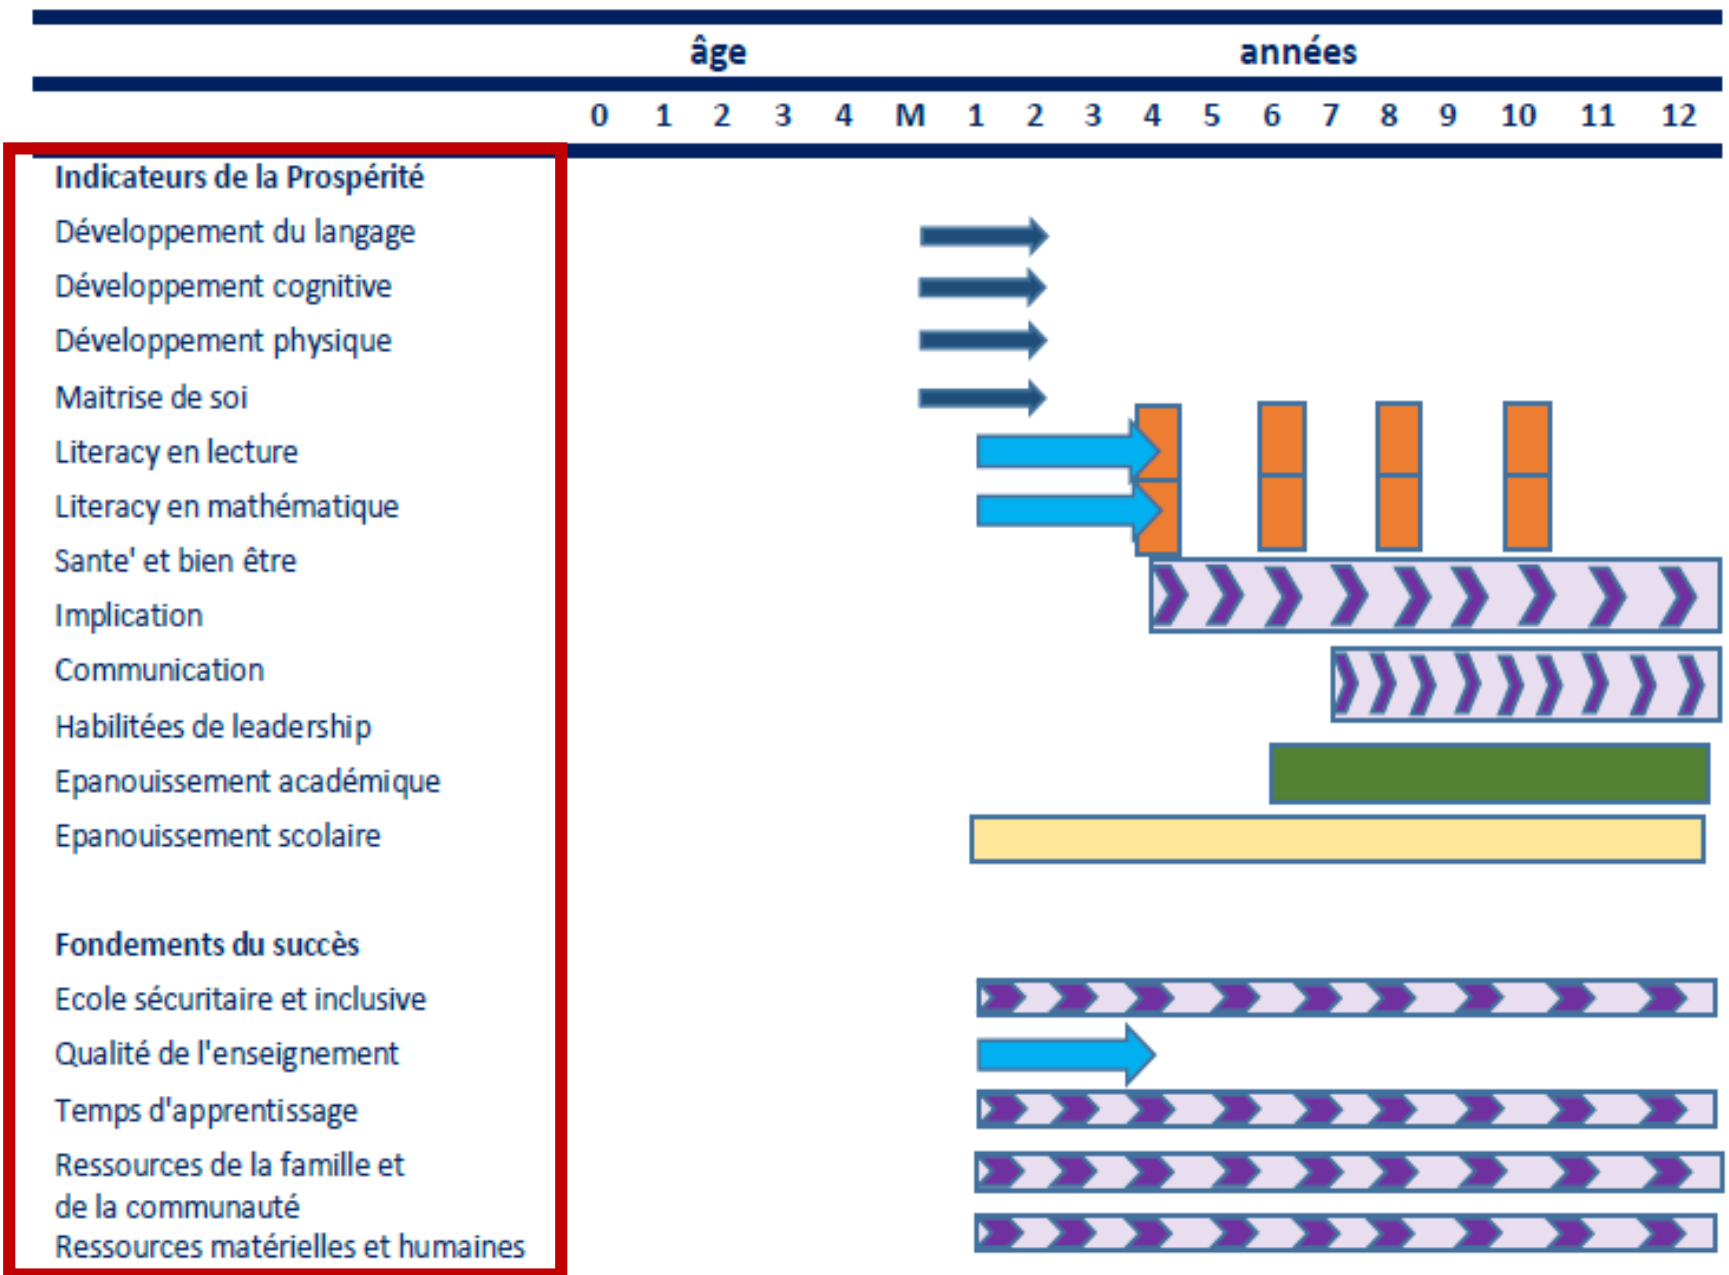 âge années
0 1 2 3 4 M 1 2 3 4 5 6 7 8 9 10 11 12
Indicateurs de la Prospérité
Développement du langage
Développement cognitive
Développement physique
Maitrise de soi
Literacy en lecture
Literacy en mathématique
Sante' et bien être
Implication
Communication
Habilitées de leadership
Epanouissement académique
Epanouissement scolaire
Fondements du succès
Ecole sécuritaire et inclusive
Qualité de l'enseignement
Temps d'apprentissage
Ressources de la famille et
de la communauté
Ressources matérielles et humaines